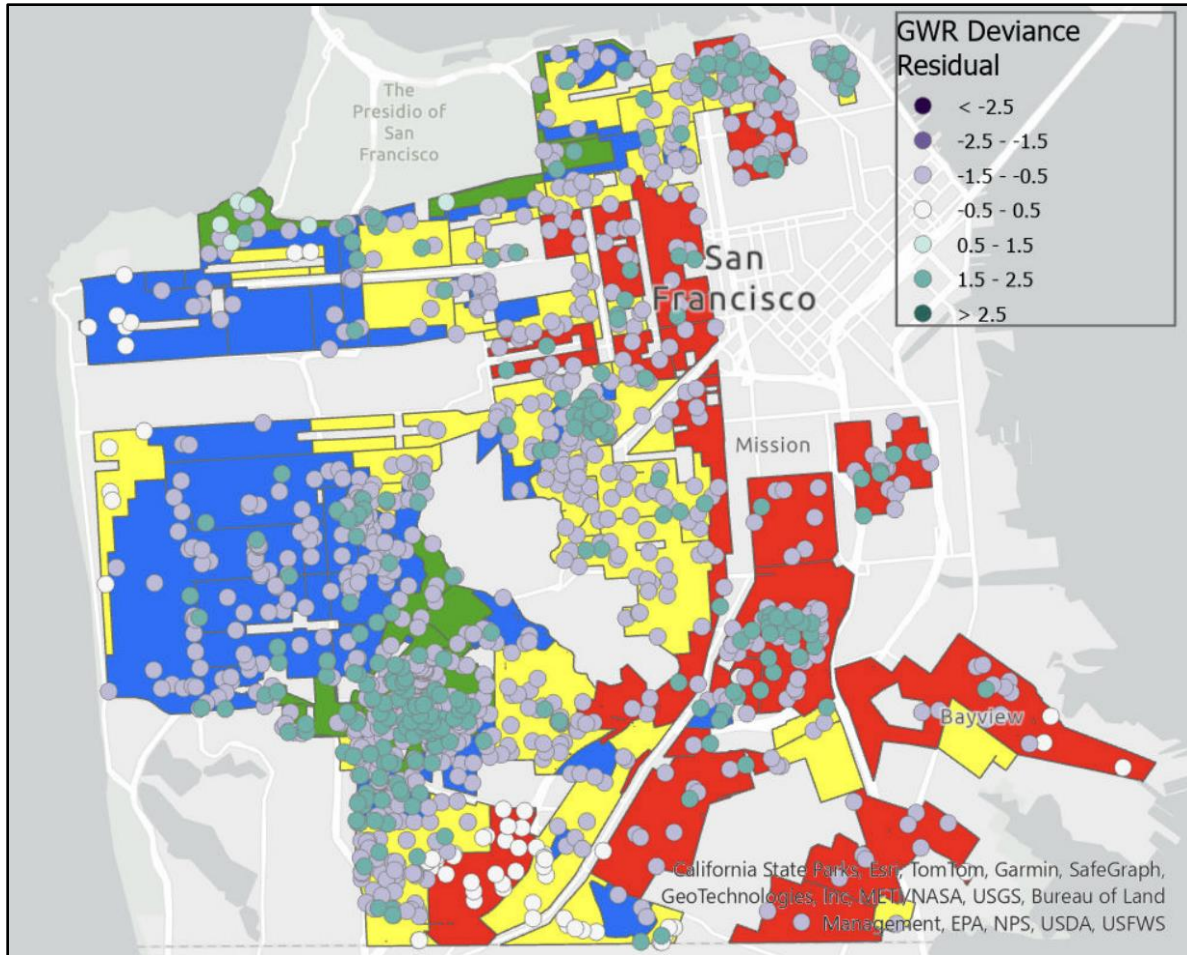 GWR Deviance
Residual
< -2.5
-2.5 - -1.5
-1.5 - -0.5
-0.5 - 0.5
0.5 - 1.5
1.5 - 2.5
> 2.5
The
Presidio of
San
Francisco
San
Francisco
Mission
Bayview
California State Parks, Esri, TomTom, Garmin, SafeGraph,
GeoTechnologies, Inc, METI/NASA, USGS, Bureau of Land
Management, EPA, NPS, USDA, USFWS